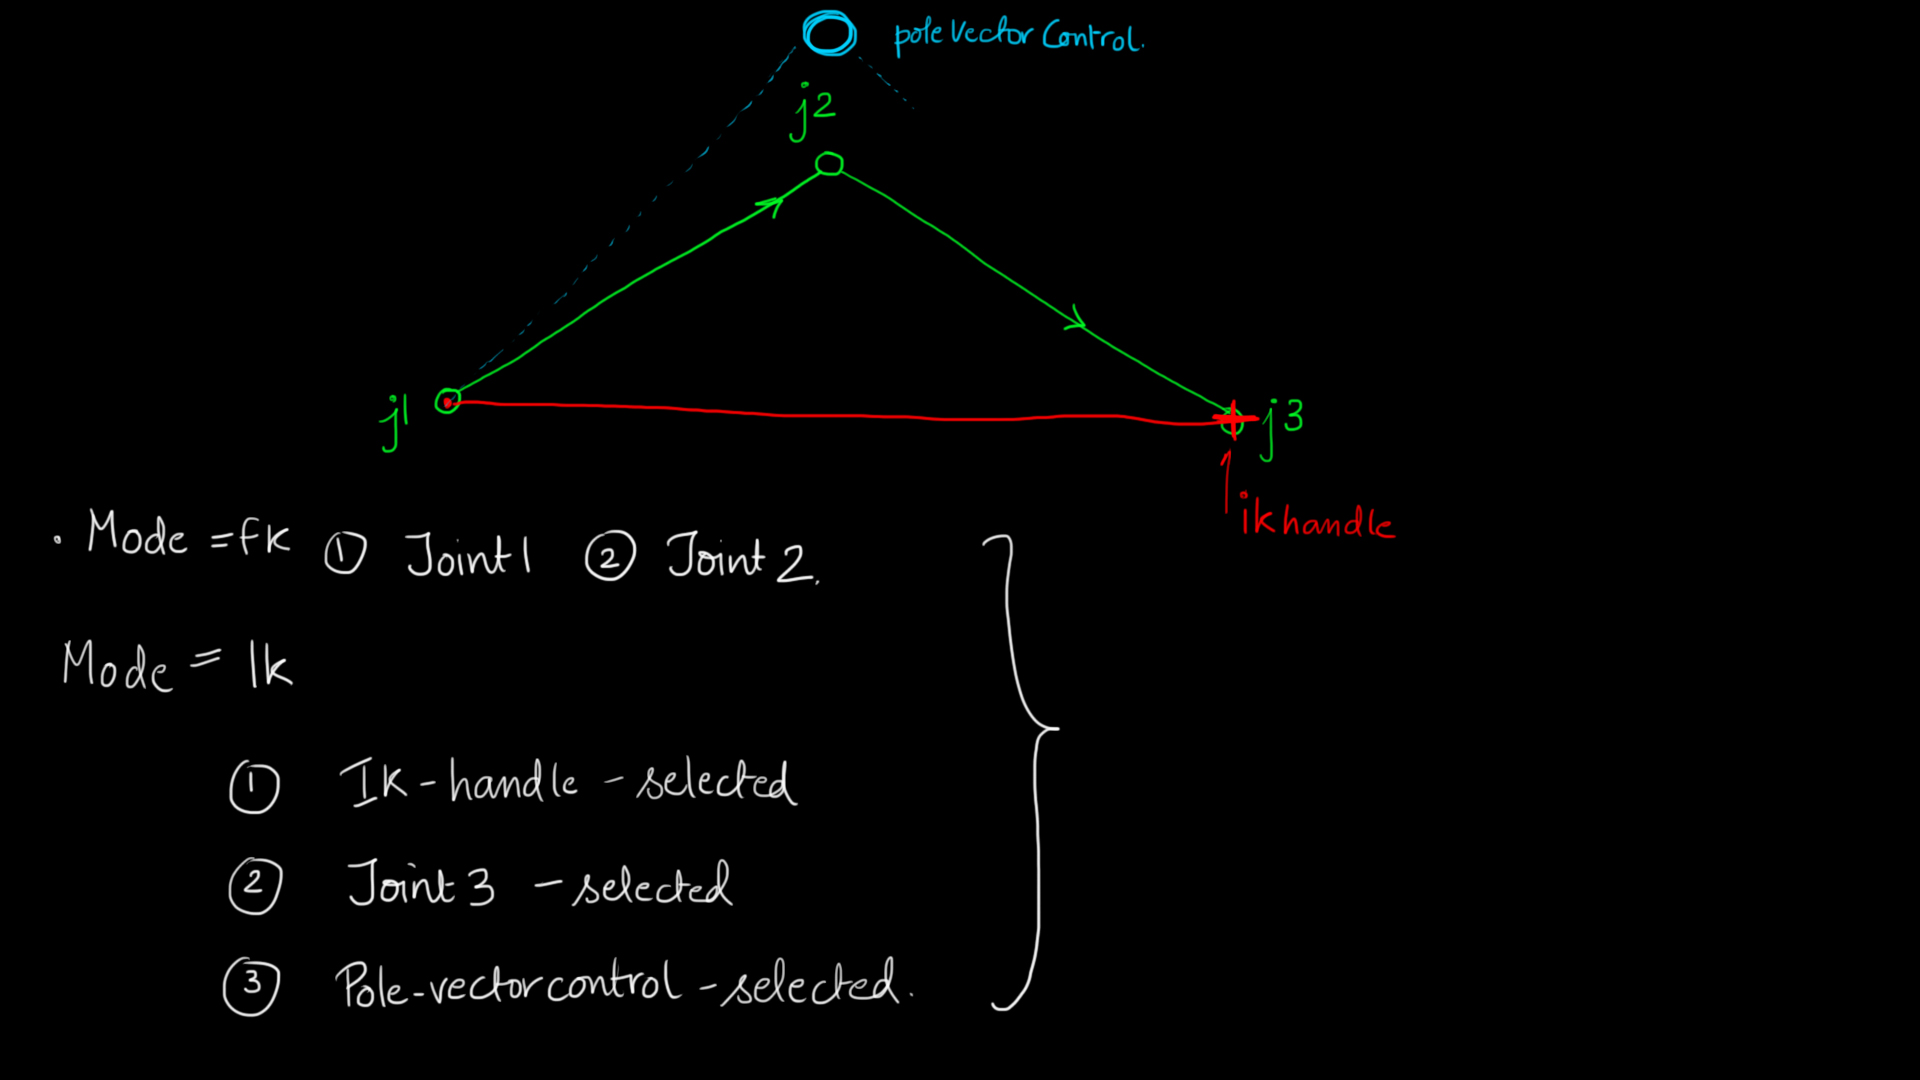 pole Vector Control.
j2
j1
j3
ik handle
. Mode = fk ① Joint 1 ② Joint 2.
Mode = Ik
① IK - handle - selected
② Joint 3 - selected
③ Pole-vector control - selected.